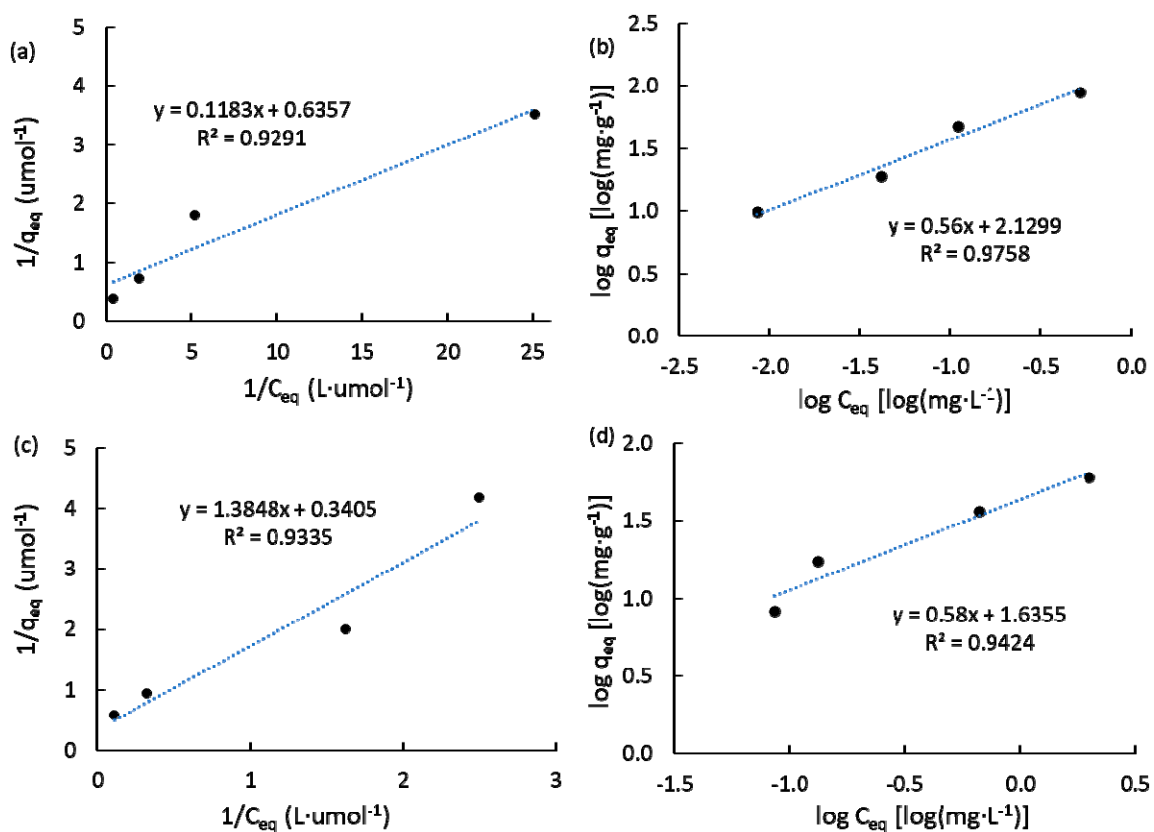 (a)
5
4
3
2
1
0
1/qeq (umol⁻¹)
y = 0.1183x + 0.6357
R² = 0.9291
0 5 10 15 20 25
1/Ceq (L·umol⁻¹)
(b)
2.5
2.0
1.5
1.0
0.5
0.0
log qeq [log(mg·g⁻¹)]
y = 0.56x + 2.1299
R² = 0.9758
-2.5 -2.0 -1.5 -1.0 -0.5 0.0
log Ceq [log(mg·L⁻¹)]
(c)
5
4
3
2
1
0
1/qeq (umol⁻¹)
y = 1.3848x + 0.3405
R² = 0.9335
0 1 2 3
1/Ceq (L·umol⁻¹)
(d)
2.0
1.5
1.0
0.5
0.0
log qeq [log(mg·g⁻¹)]
y = 0.58x + 1.6355
R² = 0.9424
-1.5 -1.0 -0.5 0.0 0.5
log Ceq [log(mg·L⁻¹)]